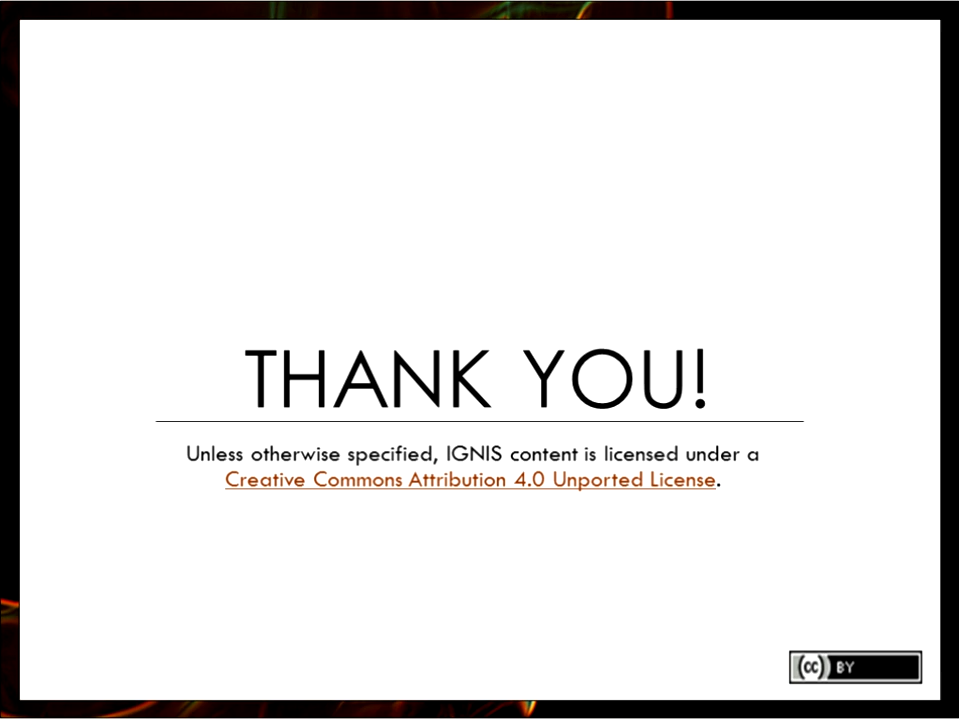 THANK YOU!
Unless otherwise specified, IGNIS content is licensed under a
Creative Commons Attribution 4.0 Unported License.
(cc) BY